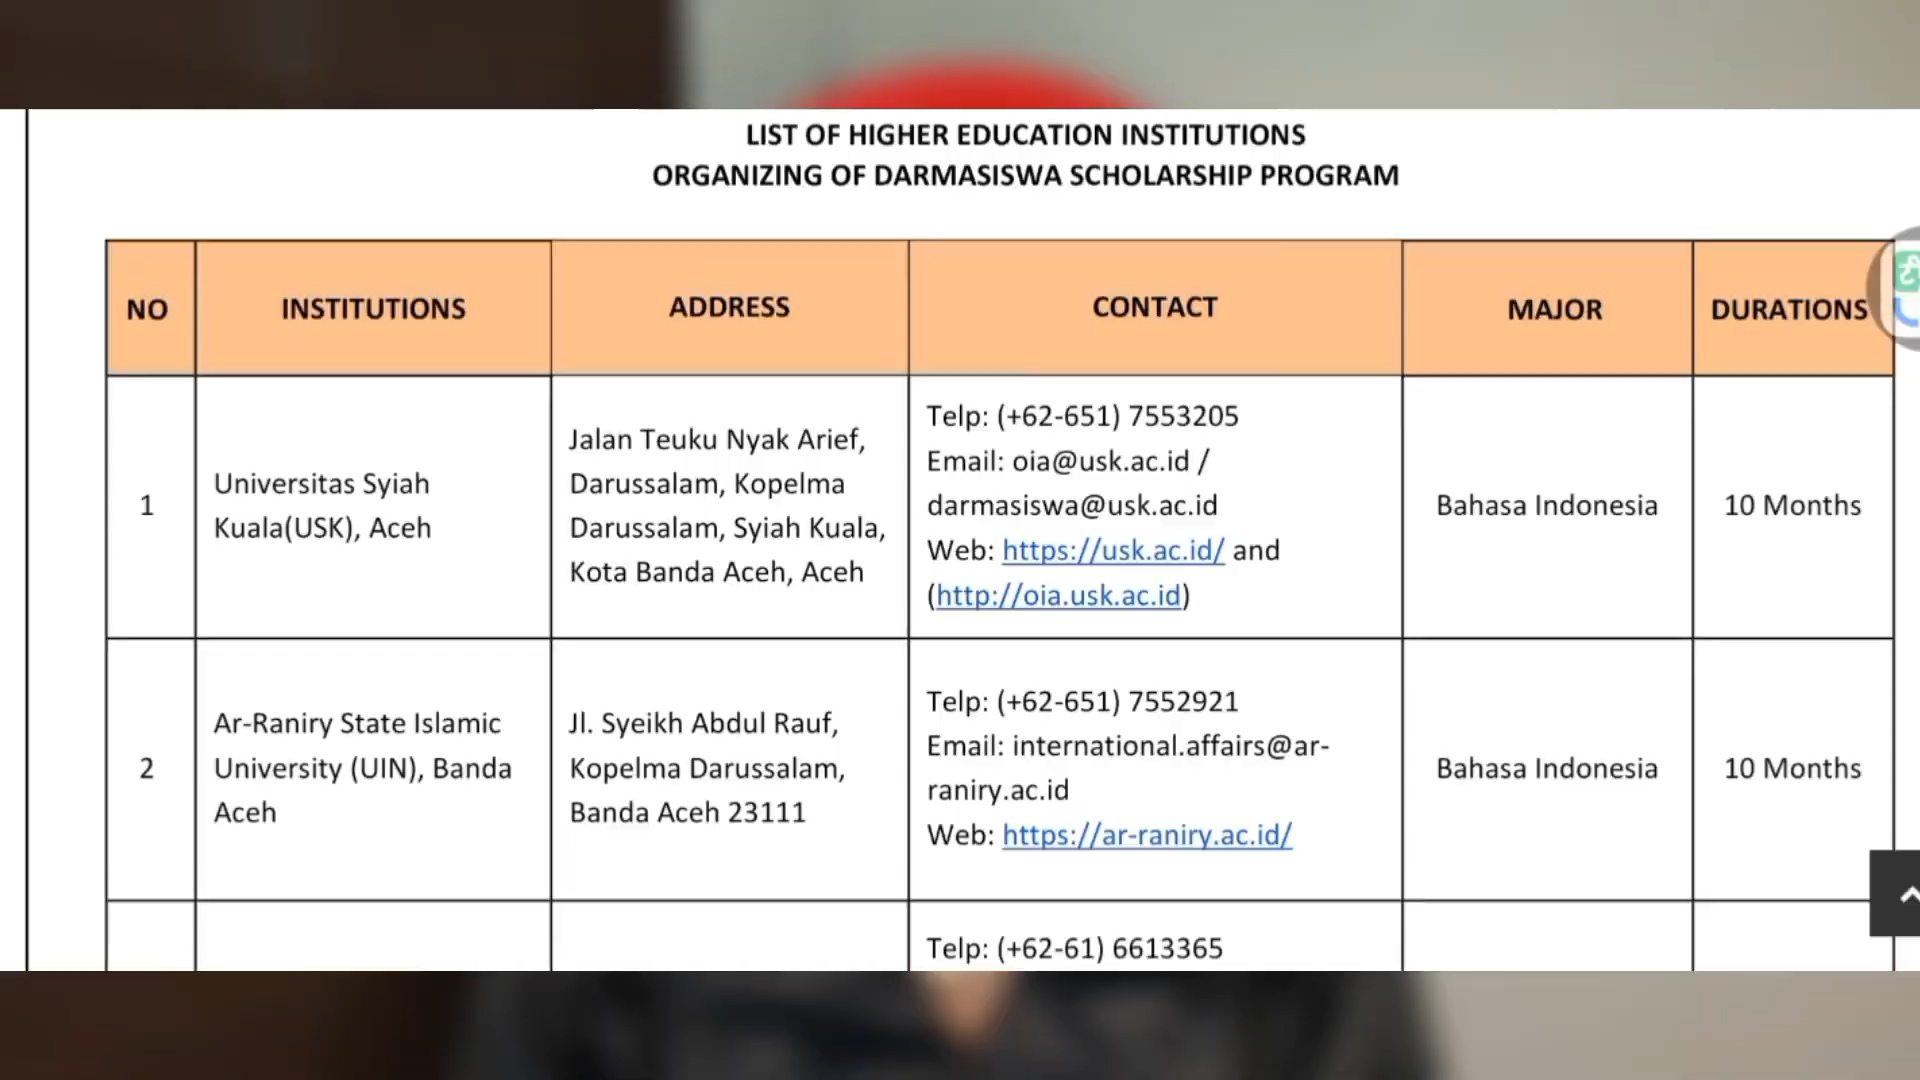 LIST OF HIGHER EDUCATION INSTITUTIONS
ORGANIZING OF DARMASISWA SCHOLARSHIP PROGRAM
NO
INSTITUTIONS
ADDRESS
CONTACT
MAJOR
DURATIONS
1
Universitas Syiah
Kuala(USK), Aceh
Jalan Teuku Nyak Arief,
Darussalam, Kopelma
Darussalam, Syiah Kuala,
Kota Banda Aceh, Aceh
Telp: (+62-651) 7553205
Email: oia@usk.ac.id /
darmasiswa@usk.ac.id
Web: https://usk.ac.id/ and
(http://oia.usk.ac.id)
Bahasa Indonesia
10 Months
2
Ar-Raniry State Islamic
University (UIN), Banda
Aceh
Jl. Syeikh Abdul Rauf,
Kopelma Darussalam,
Banda Aceh 23111
Telp: (+62-651) 7552921
Email: international.affairs@ar-
raniry.ac.id
Web: https://ar-raniry.ac.id/
Bahasa Indonesia
10 Months
Telp: (+62-61) 6613365